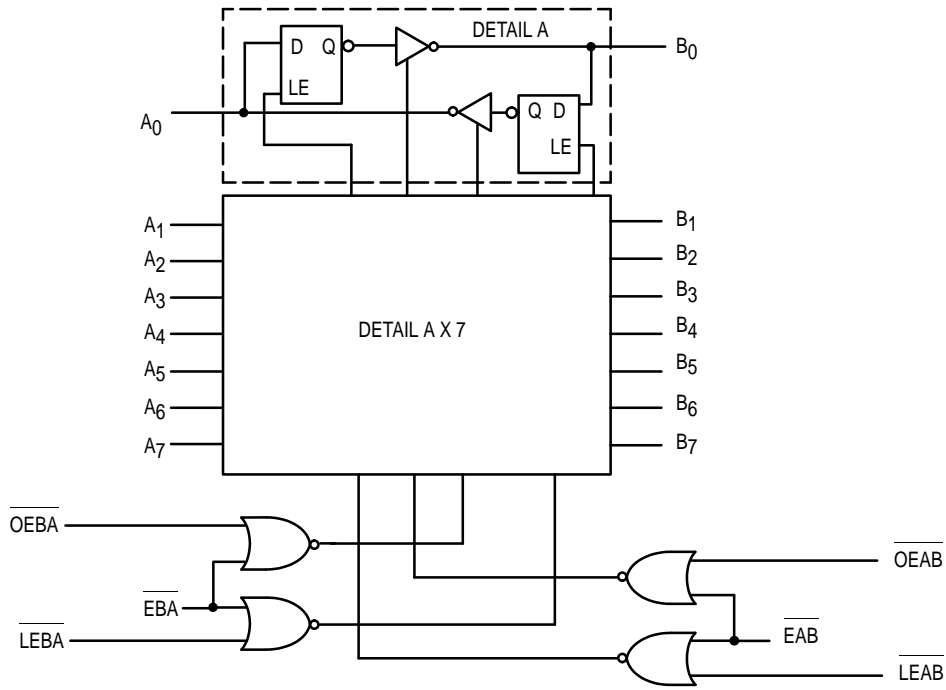 DETAIL A
D Q
LE
B0
A0
Q D
LE
A1
A2
A3
A4
A5
A6
A7
DETAIL A X 7
B1
B2
B3
B4
B5
B6
B7
OEBA
EBA
LEBA
OEAB
EAB
LEAB